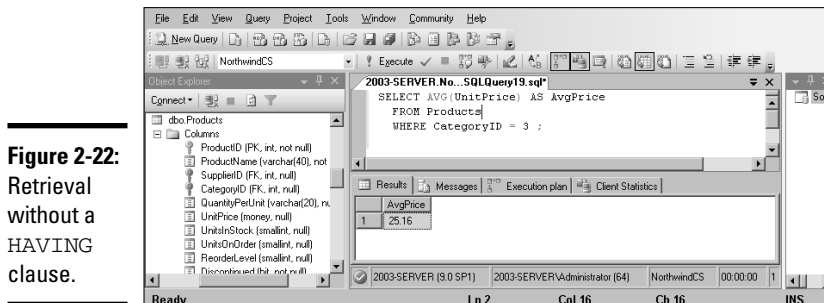 File Edit View Query Project Tools Window Community Help
New Query
NorthwindCS Execute
Object Explorer
2003-SERVER.No...SQLQuery19.sql*
Connect
SELECT AVG(UnitPrice) AS AvgPrice
FROM Products
WHERE CategoryID = 3 ;
dbo.Products
Columns
ProductID (PK, int, not null)
ProductName (varchar(40), not
SupplierID (FK, int, null)
CategoryID (FK, int, null)
QuantityPerUnit (varchar(20), nu
UnitPrice (money, null)
UnitsInStock (smallint, null)
UnitsOnOrder (smallint, null)
ReorderLevel (smallint, null)
Discontinued (bit, not null)
Results Messages Execution plan Client Statistics
AvgPrice
1 25.16
2003-SERVER (9.0 SP1) 2003-SERVER\Administrator (64) NorthwindCS 00:00:00 1
Ready Ln 2 Col 16 Ch 16 INS
So
Figure 2-22:
Retrieval
without a
HAVING
clause.